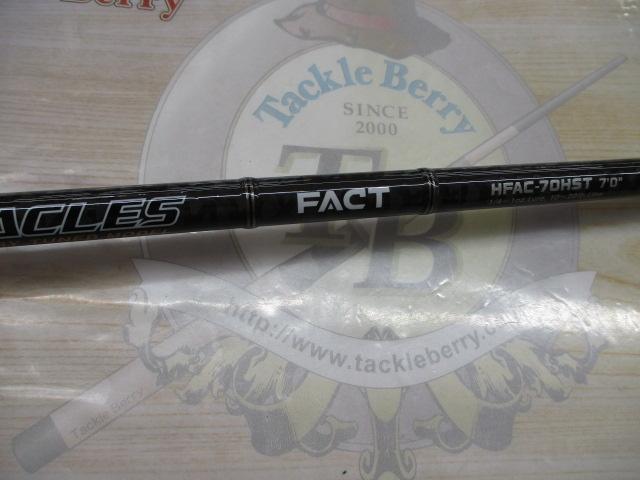 Berry
Tackle Berry
SINCE
2000
TB
ACLES
FACT
HFAC-70HST 7'0"
http://www.tackleberry.co
Tackle Berry